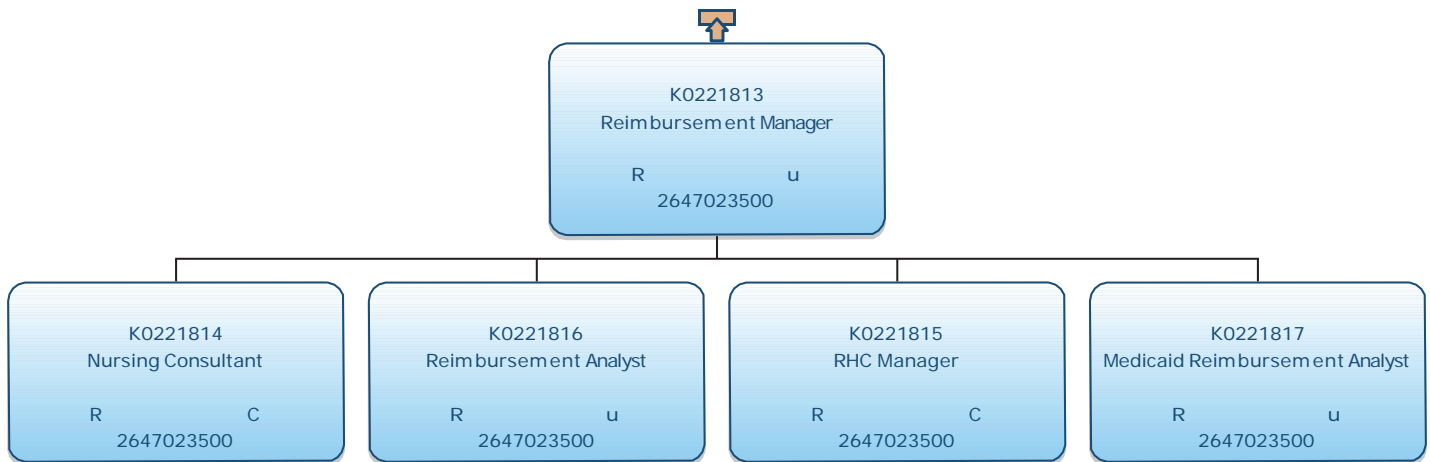 K0221813
Reimbursement Manager
R u
2647023500
K0221814
Nursing Consultant
R C
2647023500
K0221816
Reimbursement Analyst
R u
2647023500
K0221815
RHC Manager
R C
2647023500
K0221817
Medicaid Reimbursement Analyst
R u
2647023500